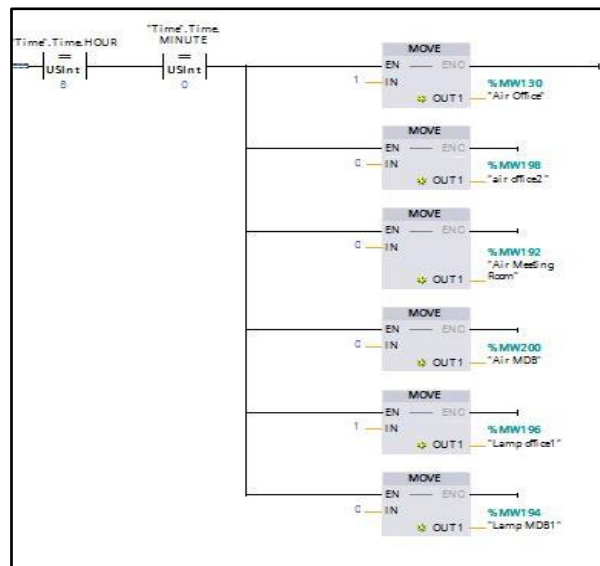 "Time".Time.HOUR
==
USInt
8
"Time".Time.
MINUTE
==
USInt
0
MOVE
EN ENO
1 IN
OUT1
%MW130
"Air Office"
MOVE
EN ENO
0 IN
OUT1
%MW198
"air office2"
MOVE
EN ENO
0 IN
OUT1
%MW192
"Air Meeting
Room"
MOVE
EN ENO
0 IN
OUT1
%MW200
"Air MDB"
MOVE
EN ENO
1 IN
OUT1
%MW196
"Lamp office1"
MOVE
EN ENO
0 IN
OUT1
%MW194
"Lamp MDB1"